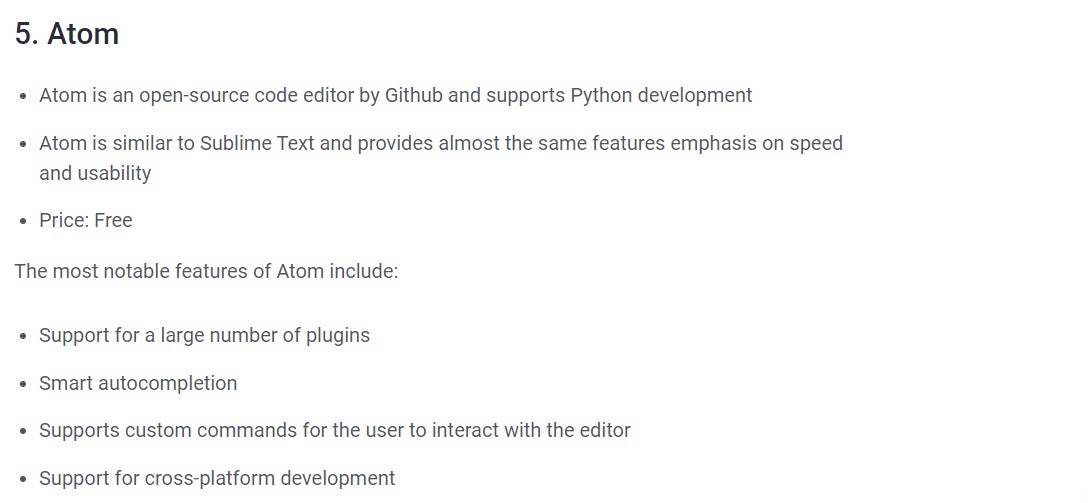 5. Atom
• Atom is an open-source code editor by Github and supports Python development
• Atom is similar to Sublime Text and provides almost the same features emphasis on speed
and usability
• Price: Free
The most notable features of Atom include:
• Support for a large number of plugins
• Smart autocompletion
• Supports custom commands for the user to interact with the editor
• Support for cross-platform development